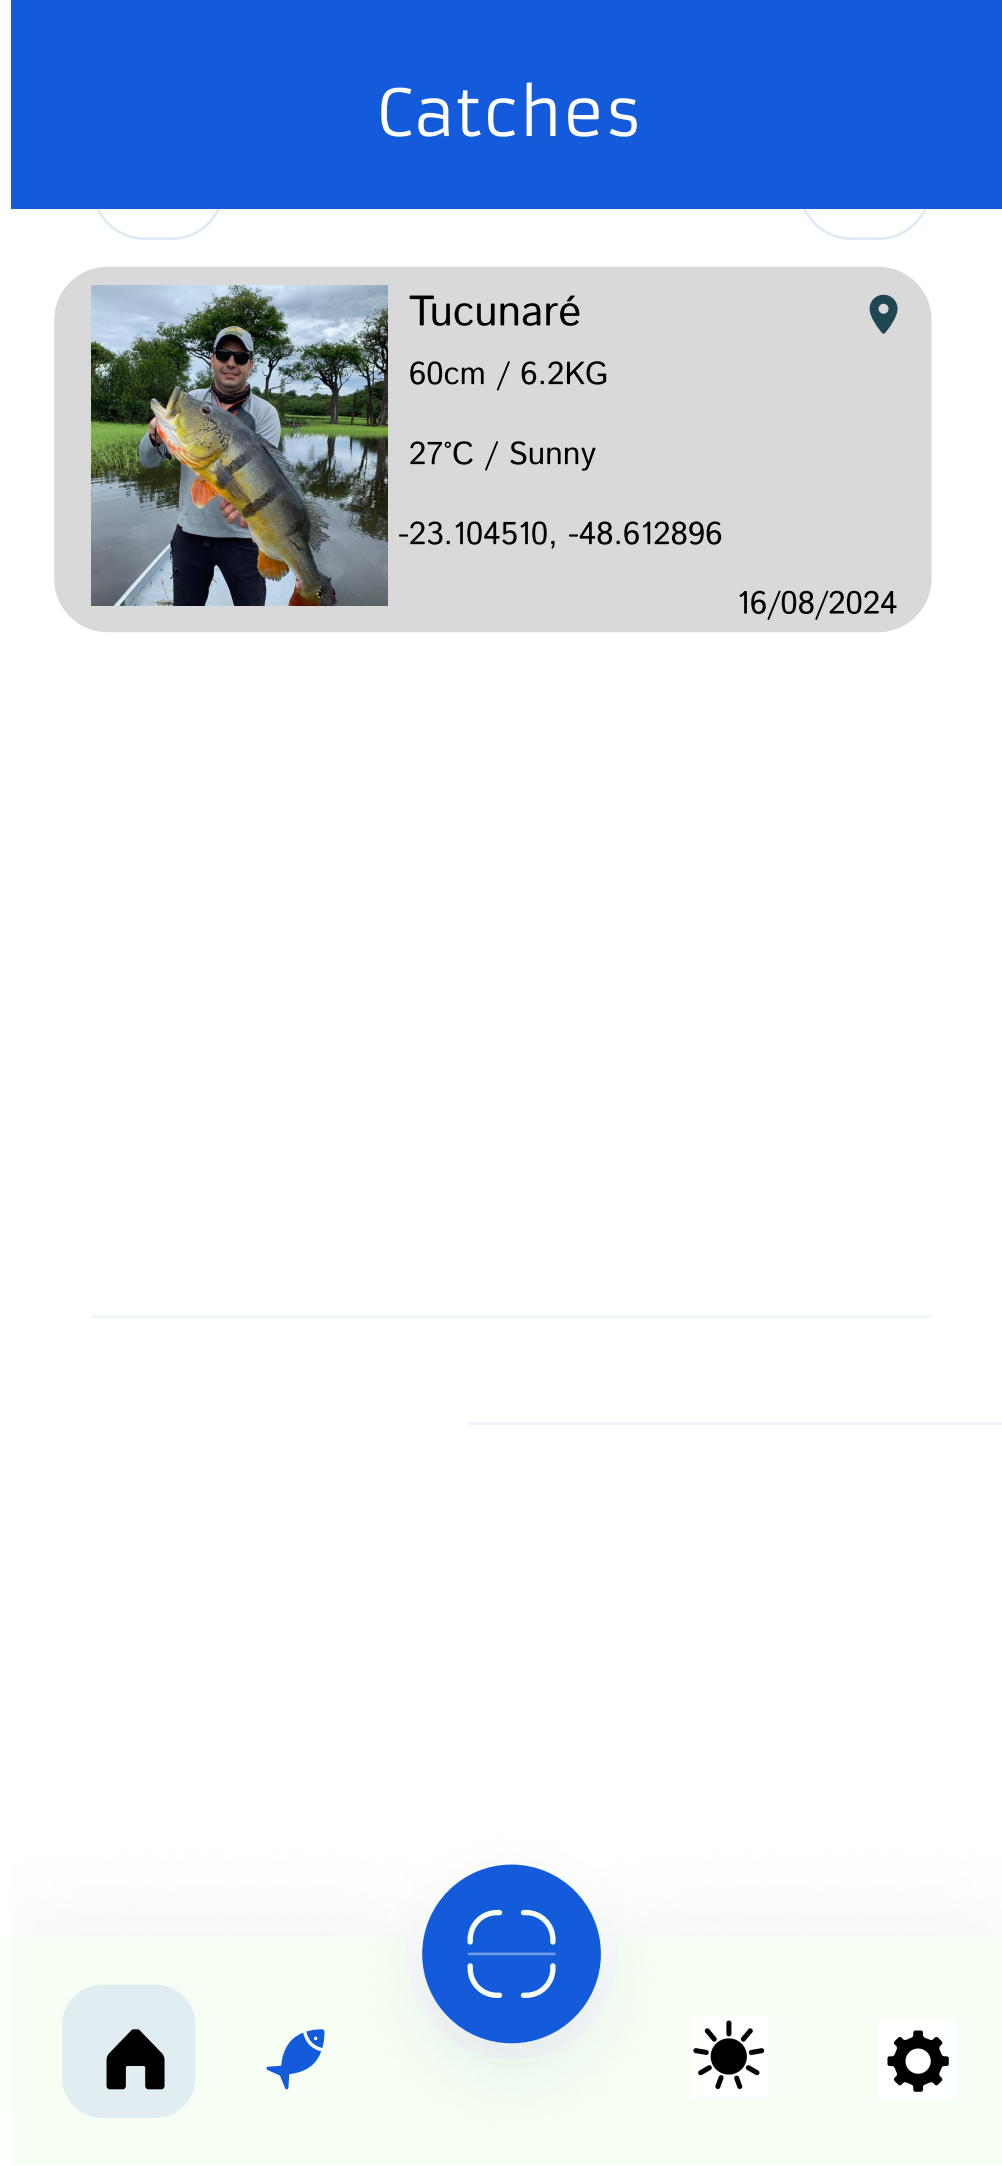 Catches
Tucunaré
60cm / 6.2KG
27°C / Sunny
-23.104510, -48.612896
16/08/2024